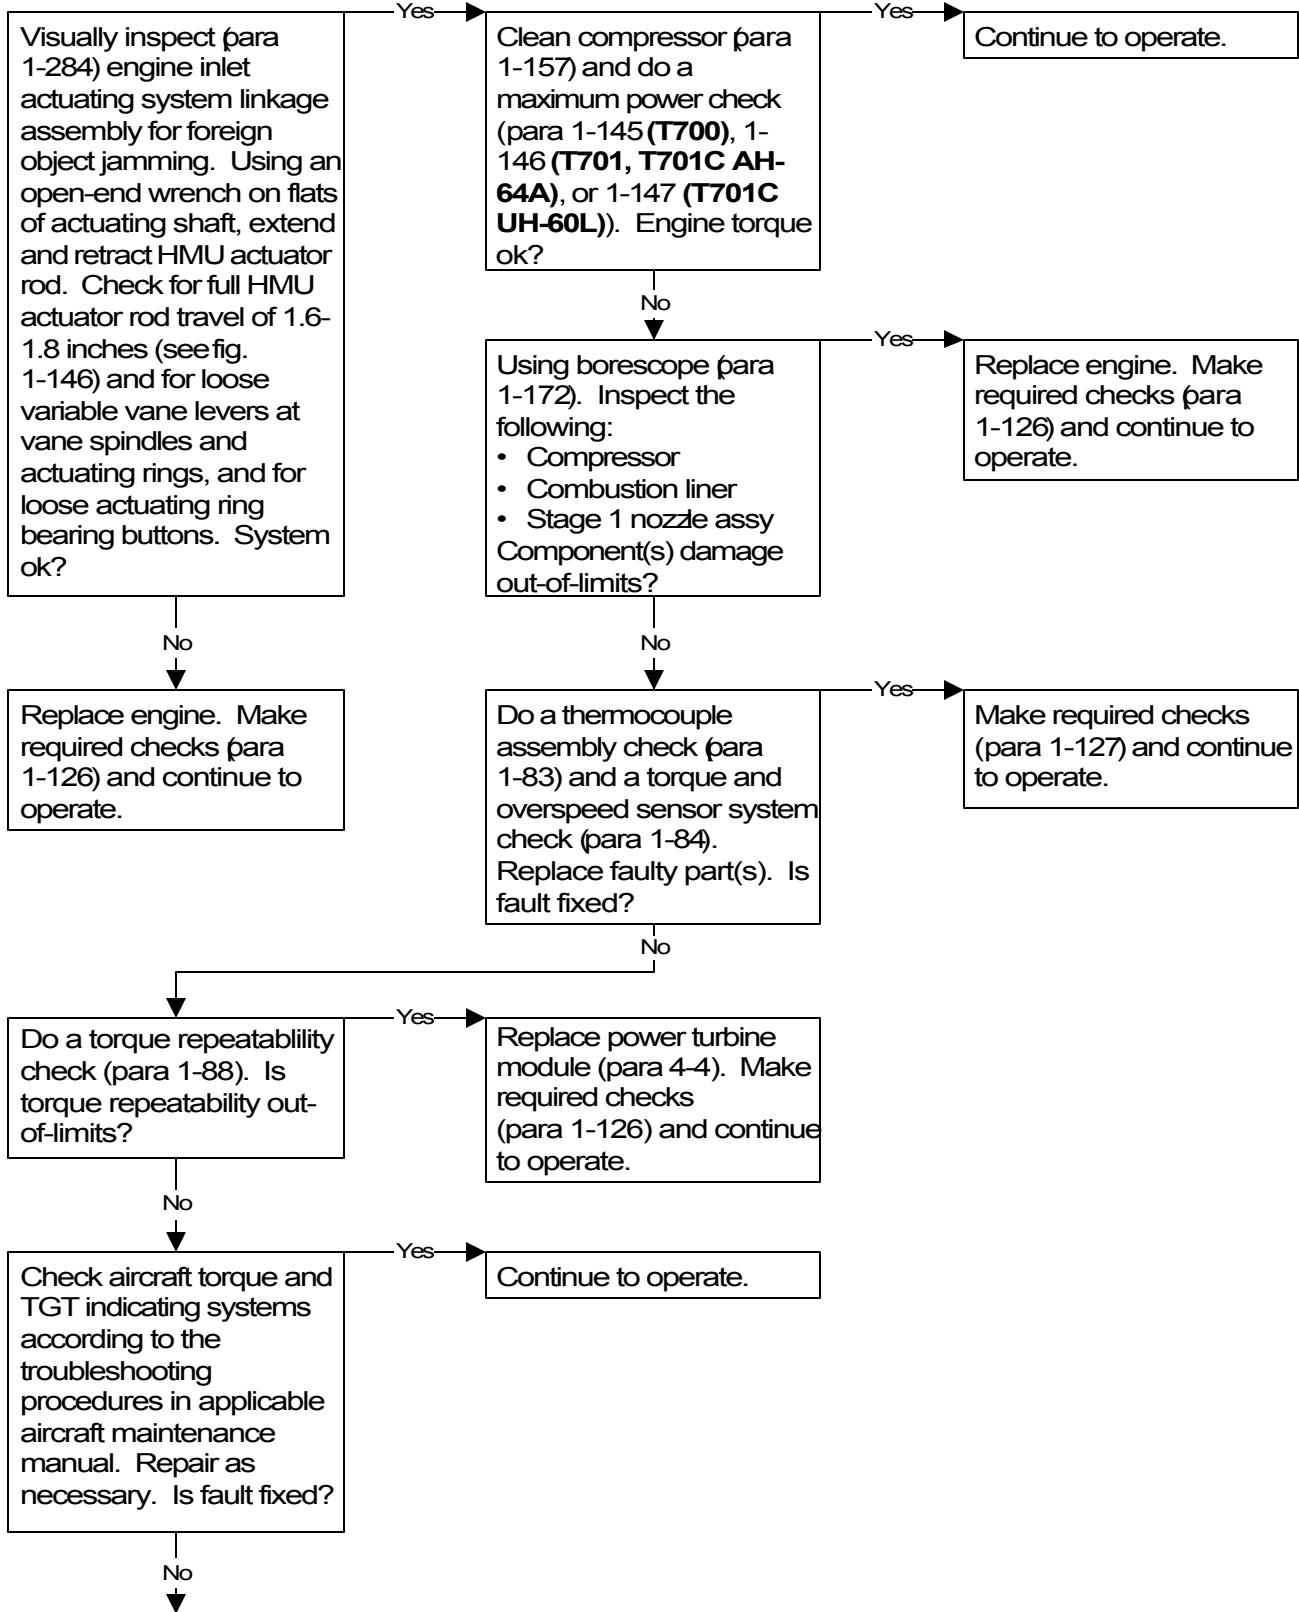 Yes
Yes
Visually inspect (para
1-284) engine inlet
actuating system linkage
assembly for foreign
object jamming. Using an
open-end wrench on flats
of actuating shaft, extend
and retract HMU actuator
rod. Check for full HMU
actuator rod travel of 1.6-
1.8 inches (see fig.
1-146) and for loose
variable vane levers at
vane spindles and
actuating rings, and for
loose actuating ring
bearing buttons. System
ok?
Clean compressor (para
1-157) and do a
maximum power check
(para 1-145 (T700), 1-
146 (T701, T701C AH-
64A), or 1-147 (T701C
UH-60L)). Engine torque
ok?
Continue to operate.
No
Yes
Using borescope (para
1-172). Inspect the
following:
• Compressor
• Combustion liner
• Stage 1 nozzle assy
Component(s) damage
out-of-limits?
Replace engine. Make
required checks (para
1-126) and continue to
operate.
No
No
Yes
Replace engine. Make
required checks (para
1-126) and continue to
operate.
Do a thermocouple
assembly check (para
1-83) and a torque and
overspeed sensor system
check (para 1-84).
Replace faulty part(s). Is
fault fixed?
Make required checks
(para 1-127) and continue
to operate.
No
Yes
Do a torque repeatablility
check (para 1-88). Is
torque repeatability out-
of-limits?
Replace power turbine
module (para 4-4). Make
required checks
(para 1-126) and continue
to operate.
No
Yes
Check aircraft torque and
TGT indicating systems
according to the
troubleshooting
procedures in applicable
aircraft maintenance
manual. Repair as
necessary. Is fault fixed?
Continue to operate.
No